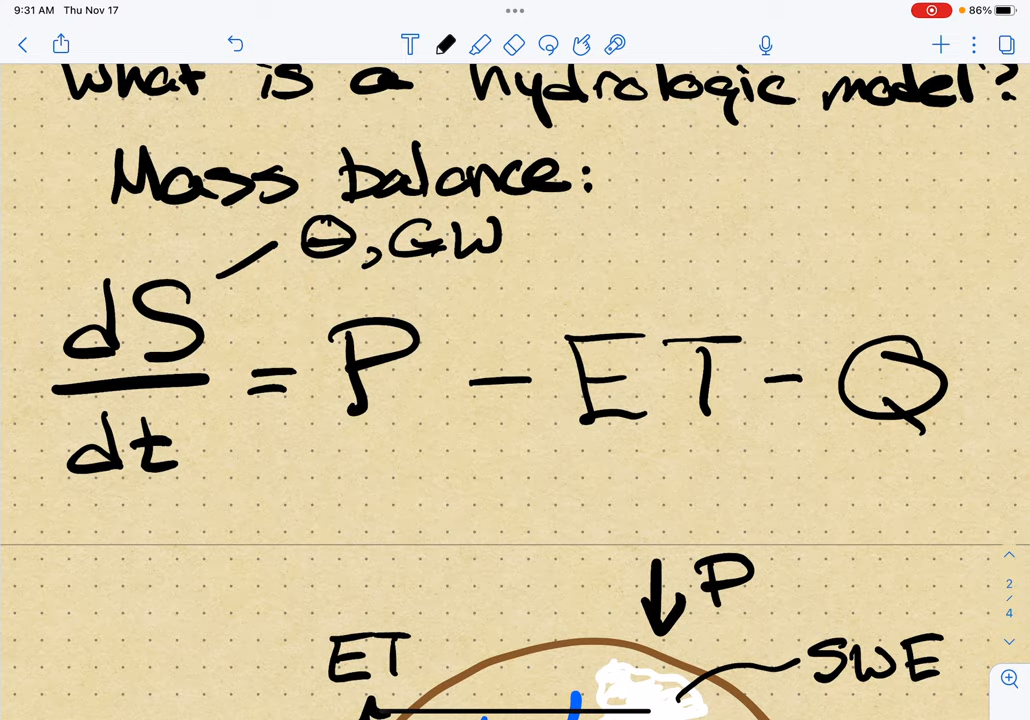 9:31 AM Thu Nov 17
86%
What is a hydrologic model?
Mass balance:
θ, GW
dS/dt = P - ET - Q
2/4
P
ET
SWE